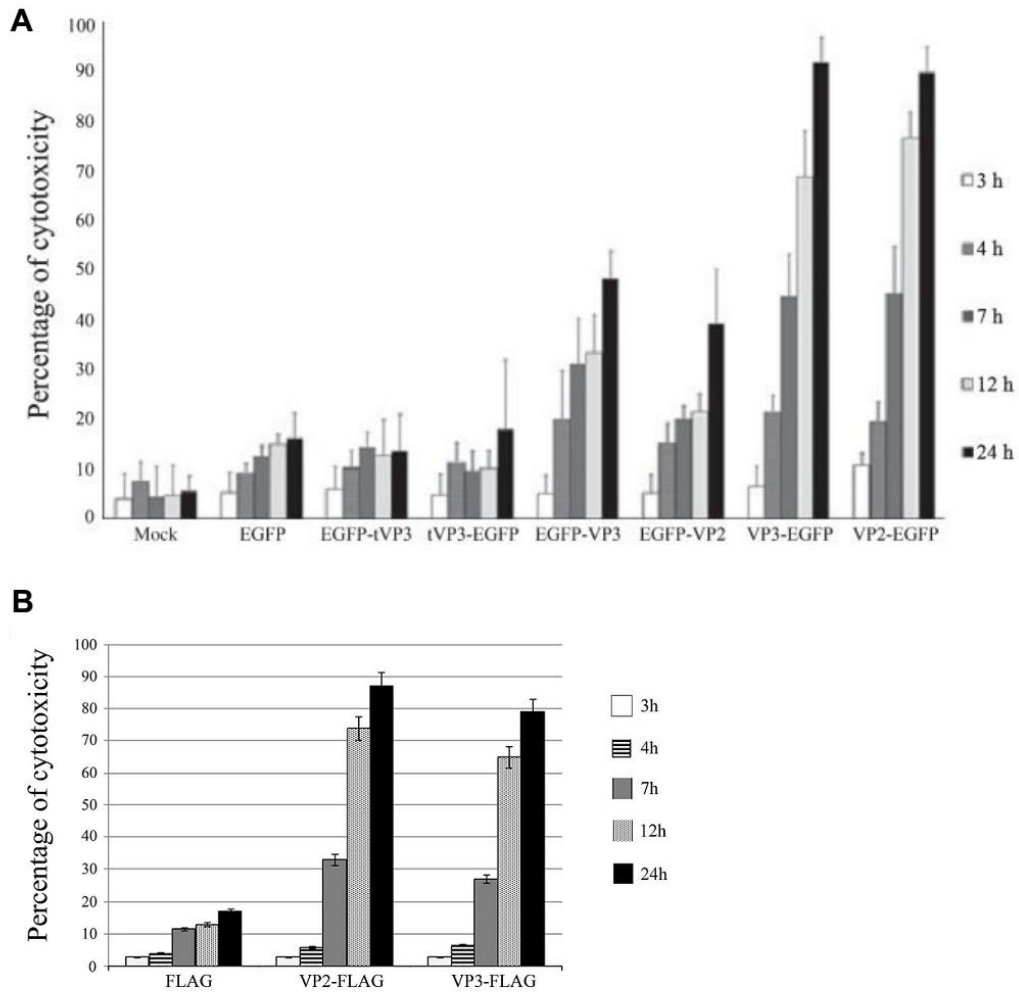 A
Percentage of cytotoxicity
100
90
80
70
60
50
40
30
20
10
0
Mock EGFP EGFP-tVP3 tVP3-EGFP EGFP-VP3 EGFP-VP2 VP3-EGFP VP2-EGFP
3 h
4 h
7 h
12 h
24 h
B
Percentage of cytotoxicity
100
90
80
70
60
50
40
30
20
10
0
FLAG VP2-FLAG VP3-FLAG
3h
4h
7h
12h
24h